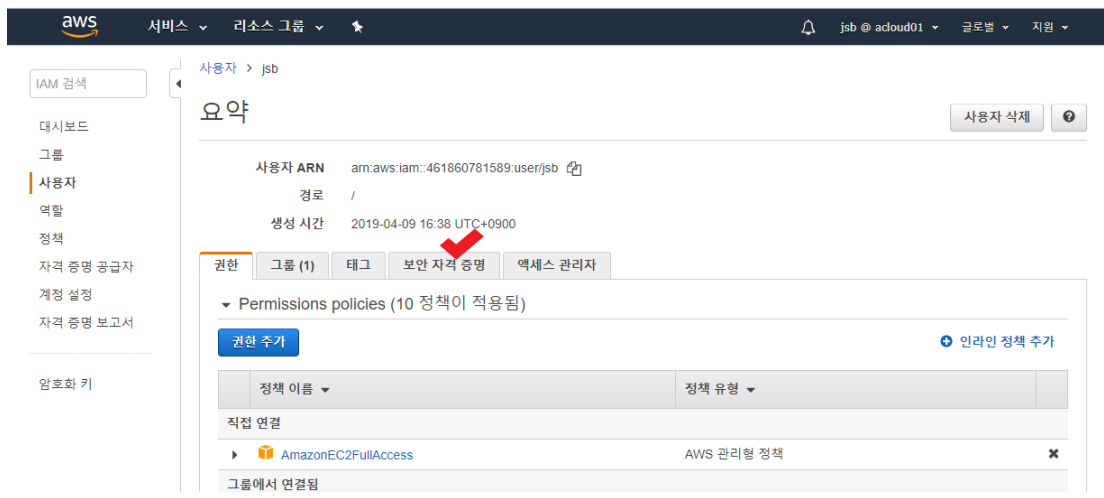 aws 서비스 리소스 그룹 jsb @ acloud01 글로벌 지원
IAM 검색
대시보드
그룹
사용자
역할
정책
자격 증명 공급자
계정 설정
자격 증명 보고서
암호화 키
사용자 > jsb
요약
사용자 삭제
사용자 ARN arn:aws:iam::461860781589:user/jsb
경로 /
생성 시간 2019-04-09 16:38 UTC+0900
권한 그룹 (1) 태그 보안 자격 증명 액세스 관리자
Permissions policies (10 정책이 적용됨)
권한 추가 인라인 정책 추가
정책 이름 정책 유형
직접 연결
AmazonEC2FullAccess AWS 관리형 정책
그룹에서 연결됨